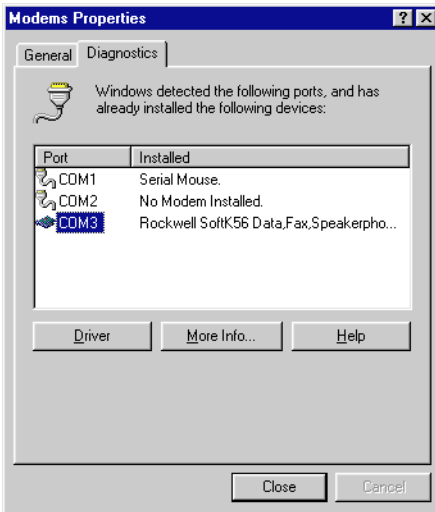 Modems Properties
General Diagnostics
Windows detected the following ports, and has
already installed the following devices:
Port Installed
COM1 Serial Mouse.
COM2 No Modem Installed.
COM3 Rockwell SoftK56 Data,Fax,Speakerpho...
Driver More Info... Help
Close Cancel